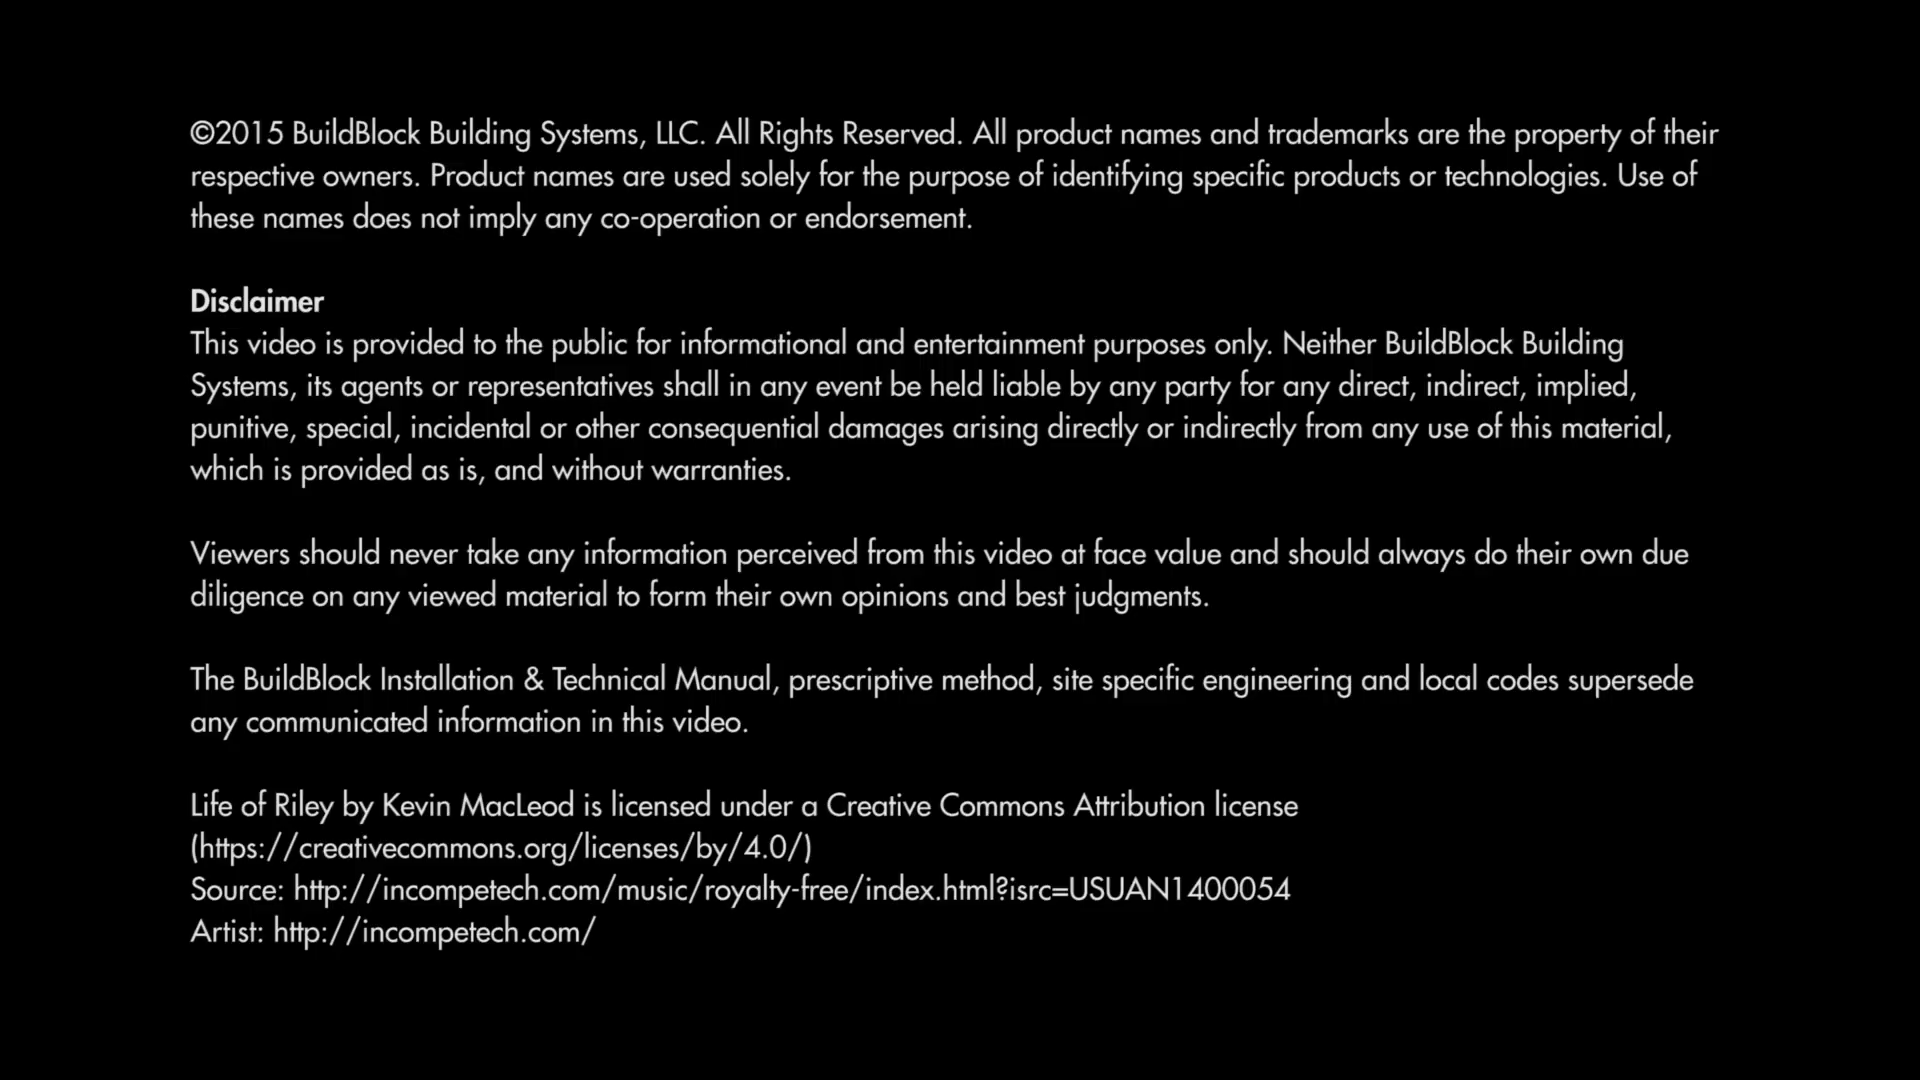 ©2015 BuildBlock Building Systems, LLC. All Rights Reserved. All product names and trademarks are the property of their
respective owners. Product names are used solely for the purpose of identifying specific products or technologies. Use of
these names does not imply any co-operation or endorsement.
Disclaimer
This video is provided to the public for informational and entertainment purposes only. Neither BuildBlock Building
Systems, its agents or representatives shall in any event be held liable by any party for any direct, indirect, implied,
punitive, special, incidental or other consequential damages arising directly or indirectly from any use of this material,
which is provided as is, and without warranties.
Viewers should never take any information perceived from this video at face value and should always do their own due
diligence on any viewed material to form their own opinions and best judgments.
The BuildBlock Installation & Technical Manual, prescriptive method, site specific engineering and local codes supersede
any communicated information in this video.
Life of Riley by Kevin MacLeod is licensed under a Creative Commons Attribution license
(https://creativecommons.org/licenses/by/4.0/)
Source: http://incompetech.com/music/royalty-free/index.html?isrc=USUAN1400054
Artist: http://incompetech.com/